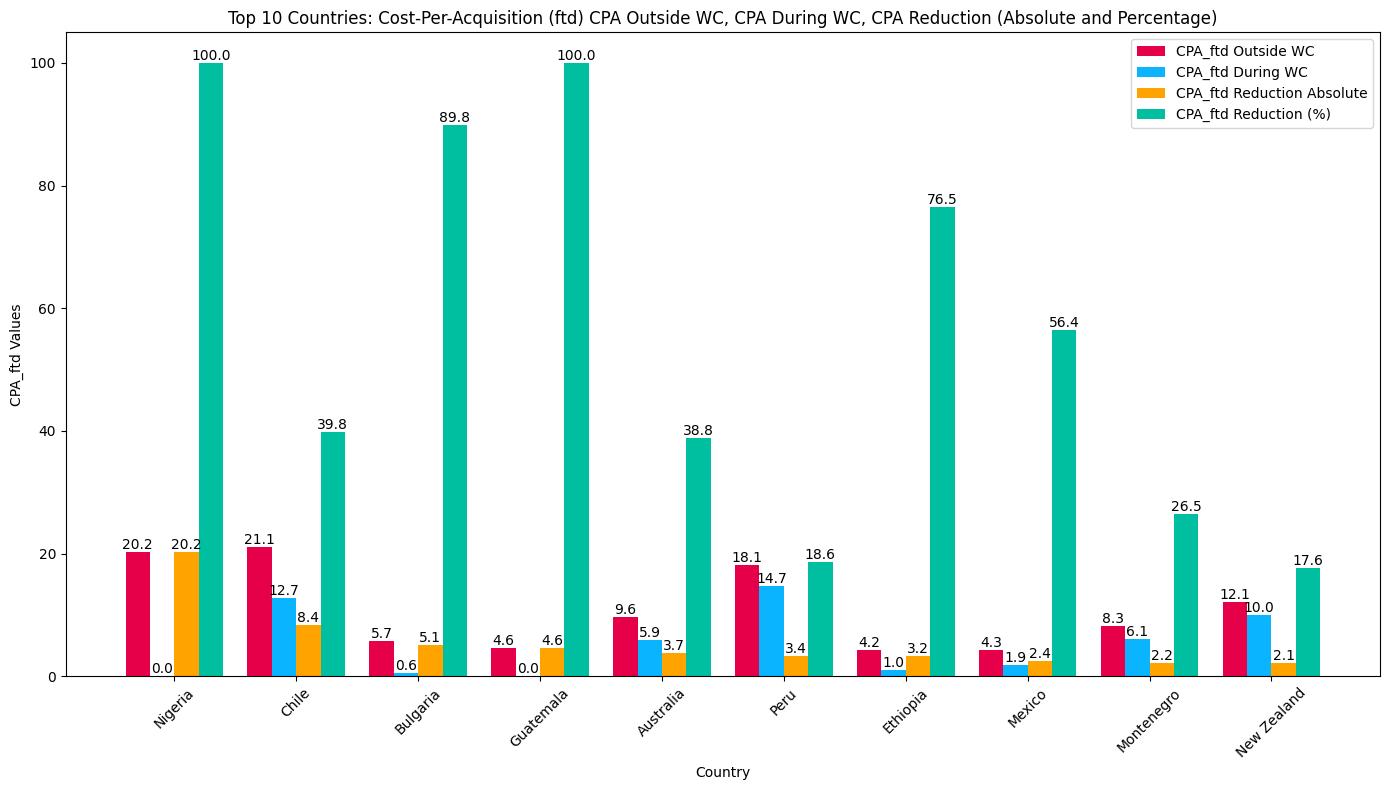 Top 10 Countries: Cost-Per-Acquisition (ftd) CPA Outside WC, CPA During WC, CPA Reduction (Absolute and Percentage)
CPA_ftd Outside WC
CPA_ftd During WC
CPA_ftd Reduction Absolute
CPA_ftd Reduction (%)
CPA_ftd Values
100
80
60
40
20
0
20.2
0.0
20.2
100.0
21.1
12.7
8.4
39.8
5.7
0.6
5.1
89.8
4.6
0.0
4.6
100.0
9.6
5.9
3.7
38.8
18.1
14.7
3.4
18.6
4.2
1.0
3.2
76.5
4.3
1.9
2.4
56.4
8.3
6.1
2.2
26.5
12.1
10.0
2.1
17.6
Nigeria
Chile
Bulgaria
Guatemala
Australia
Peru
Ethiopia
Mexico
Montenegro
New Zealand
Country